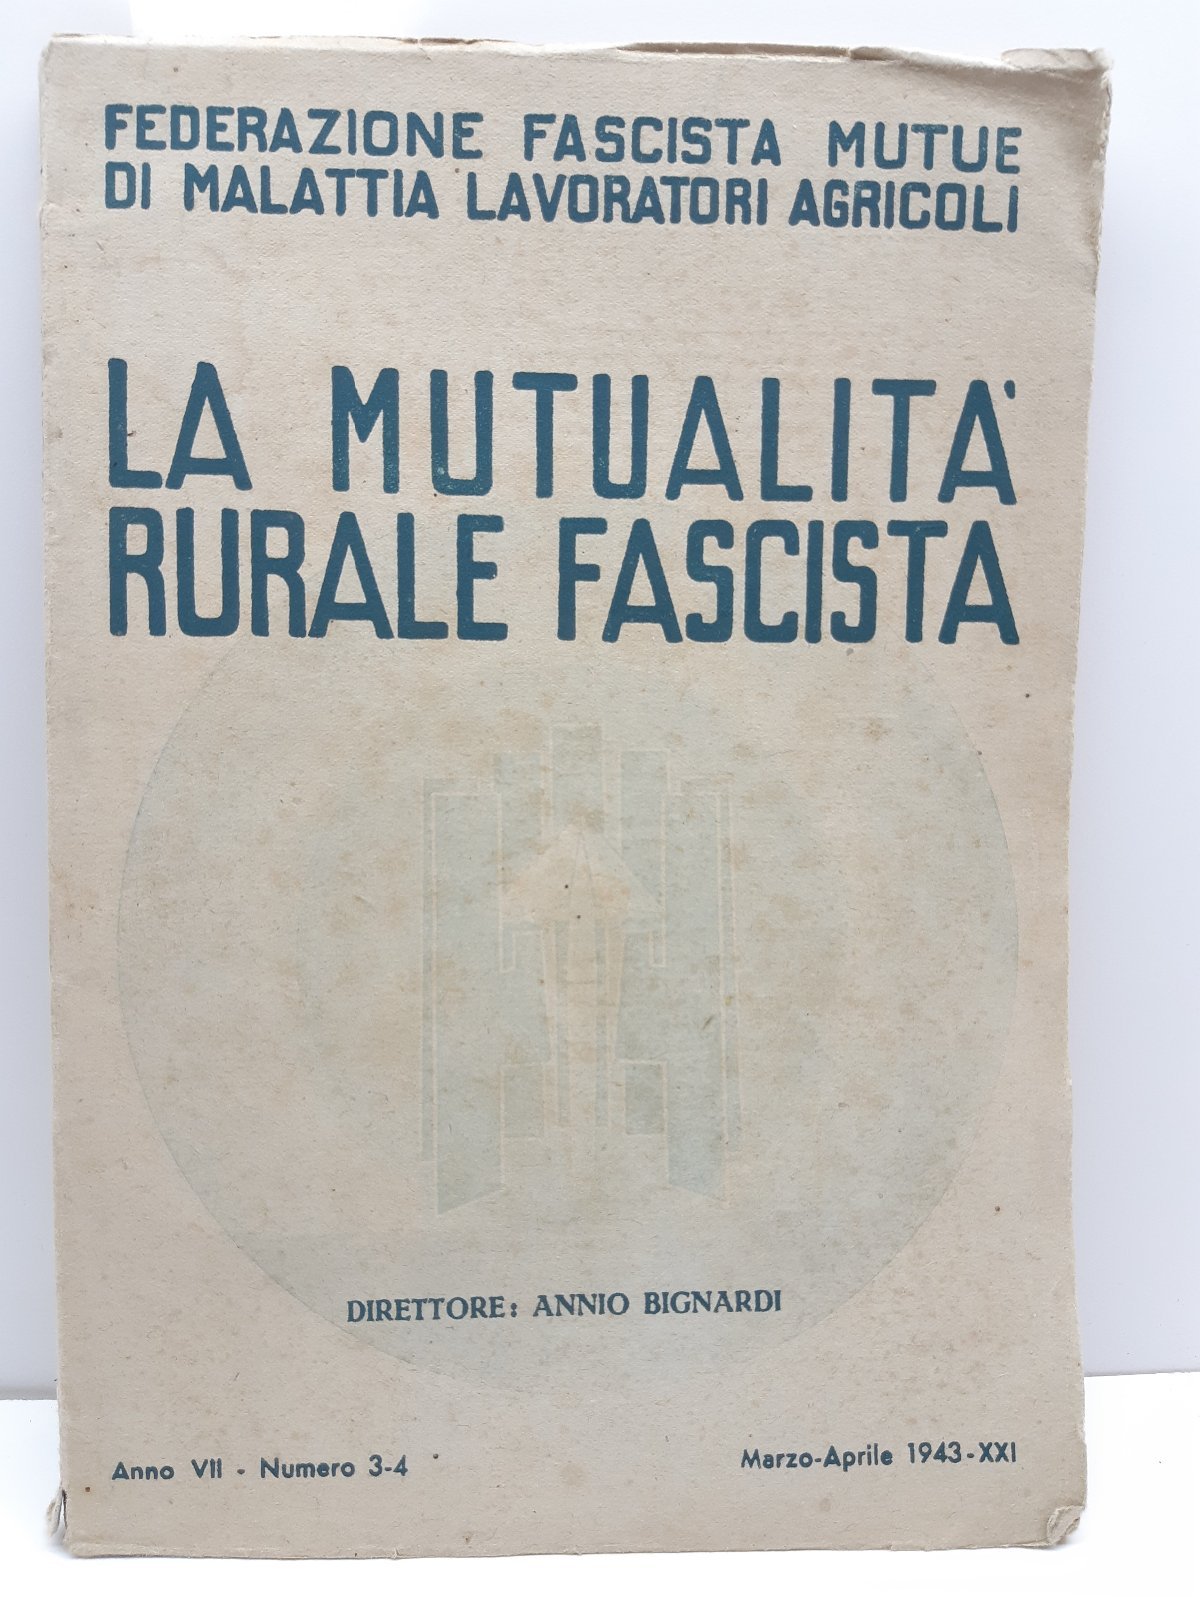 FEDERAZIONE FASCISTA MUTUE
DI MALATTIA LAVORATORI AGRICOLI
LA MUTUALITA'
RURALE FASCISTA
DIRETTORE: ANNIO BIGNARDI
Anno VII - Numero 3-4
Marzo-Aprile 1943-XXI